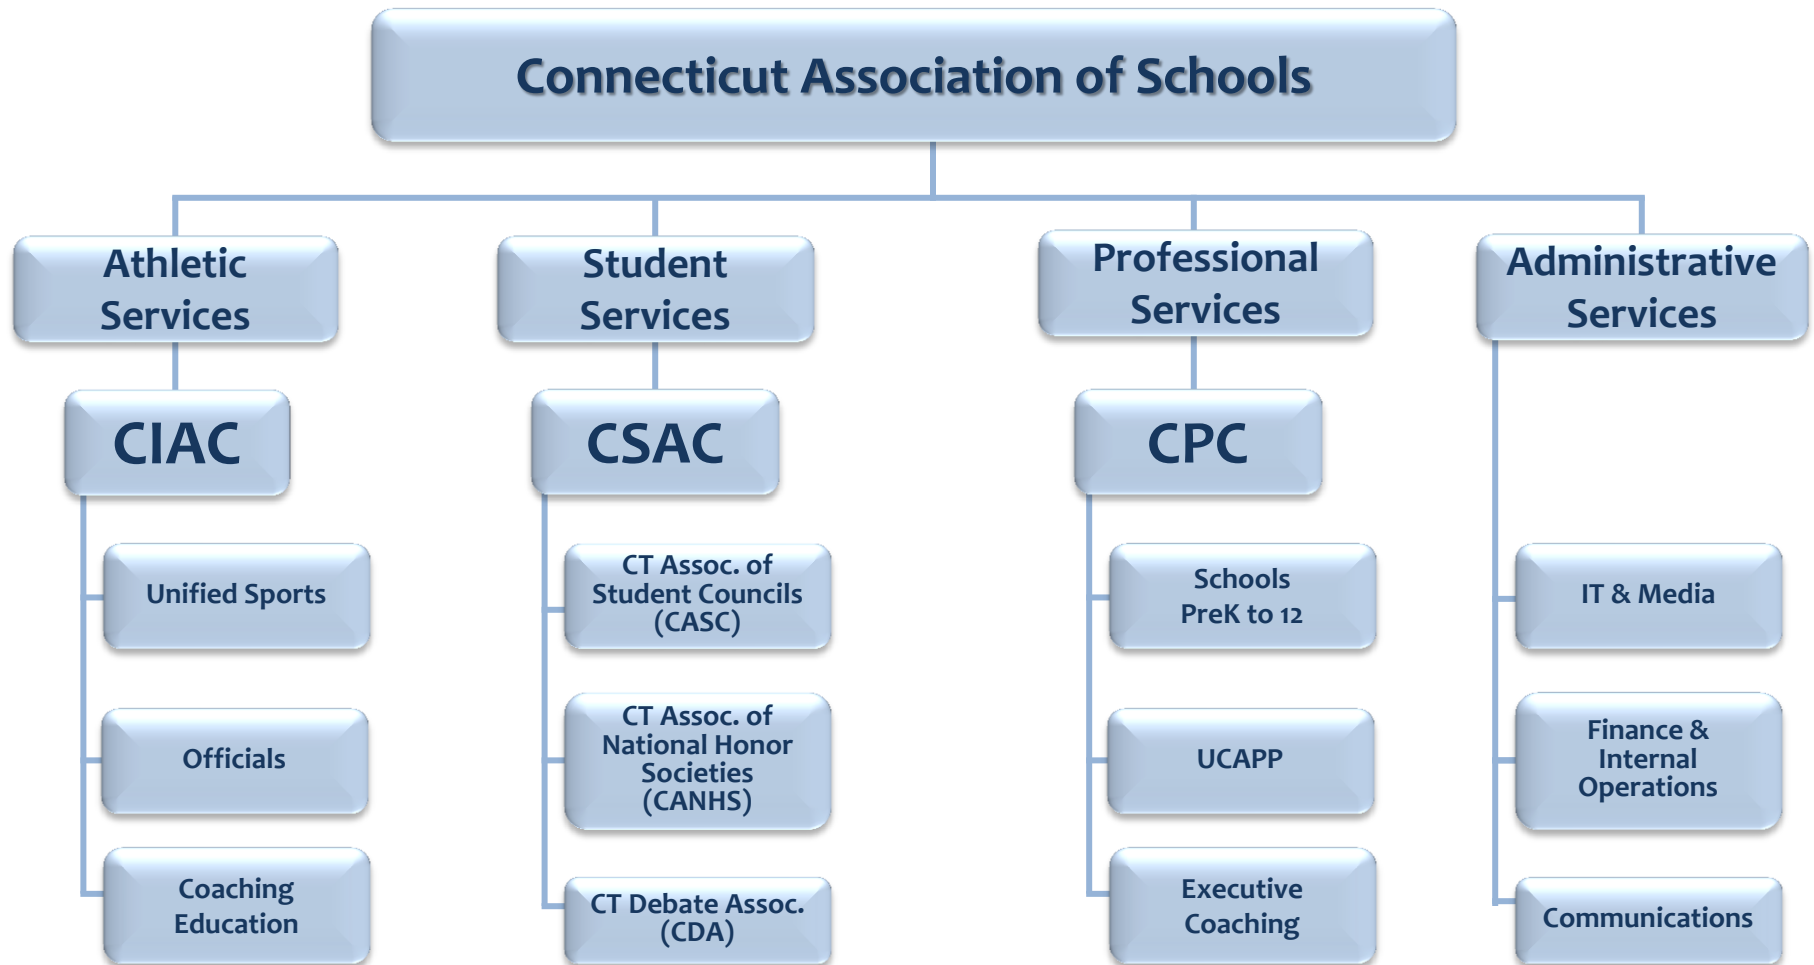 Connecticut Association of Schools
Athletic
Services
Student
Services
Professional
Services
Administrative
Services
CIAC
CSAC
CPC
Unified Sports
CT Assoc. of
Student Councils
(CASC)
Schools
PreK to 12
IT & Media
Officials
CT Assoc. of
National Honor
Societies
(CANHS)
UCAPP
Finance &
Internal
Operations
Coaching
Education
CT Debate Assoc.
(CDA)
Executive
Coaching
Communications